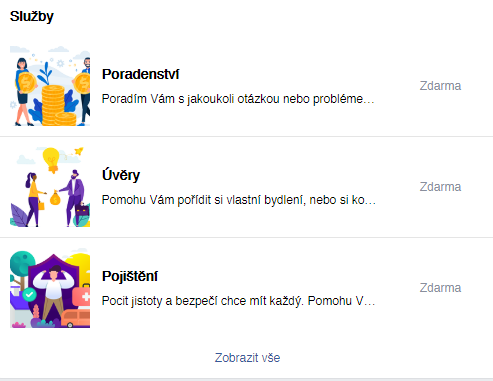 Služby
Poradenství
Poradím Vám s jakoukoli otázkou nebo probléme...
Zdarma
Úvěry
Pomohu Vám pořídit si vlastní bydlení, nebo si ko...
Zdarma
Pojištění
Pocit jistoty a bezpečí chce mít každý. Pomohu V...
Zdarma
Zobrazit vše